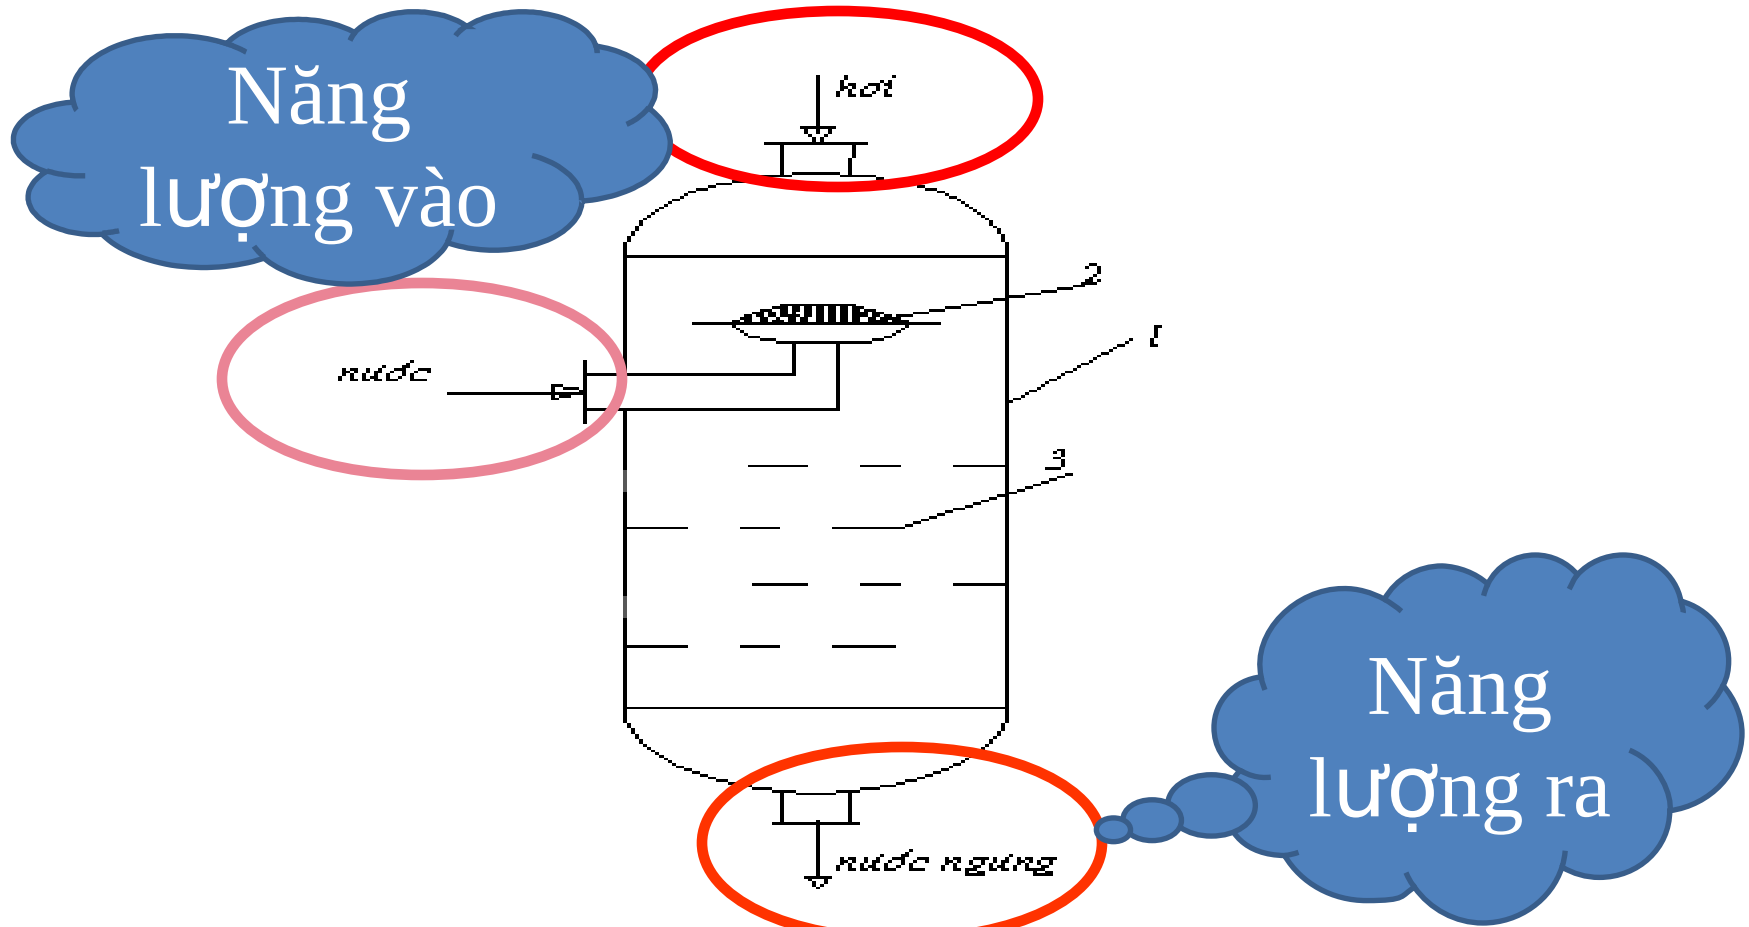 Năng
lượng vào
hơi
2
1
nước
3
Năng
lượng ra
nước ngưng